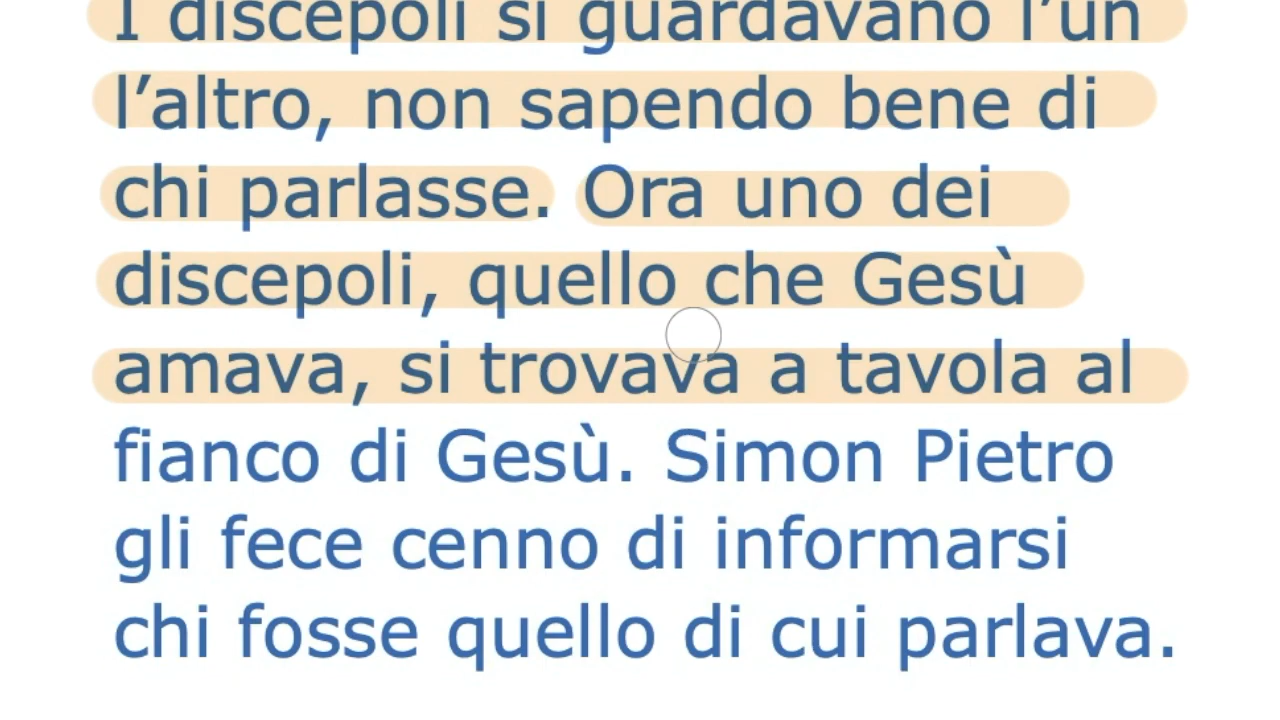 I discepoli si guardavano l’un
l’altro, non sapendo bene di
chi parlasse. Ora uno dei
discepoli, quello che Gesù
amava, si trovava a tavola al
fianco di Gesù. Simon Pietro
gli fece cenno di informarsi
chi fosse quello di cui parlava.